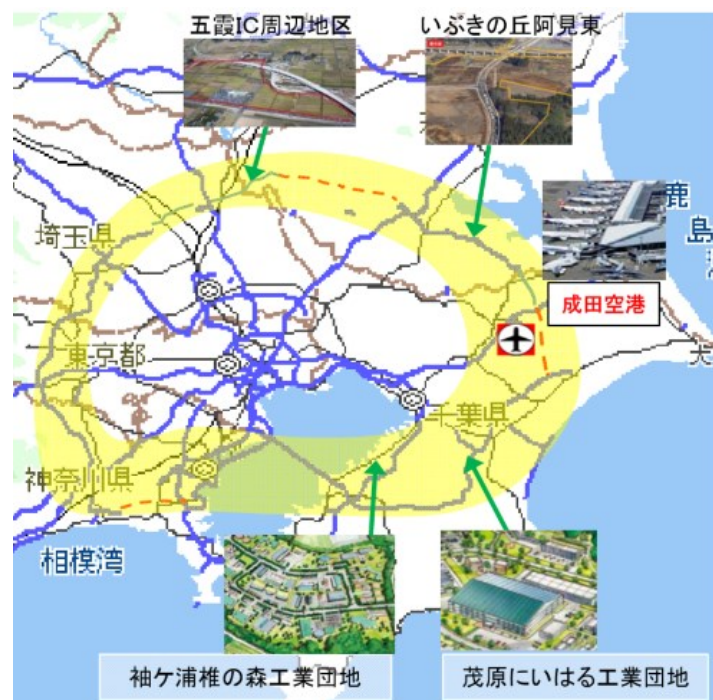 五霞IC周辺地区
いぶきの丘阿見東
埼玉県
鹿
島
成田空港
東京都
大
千葉県
神奈川県
相模湾
袖ケ浦椎の森工業団地
茂原にいはる工業団地